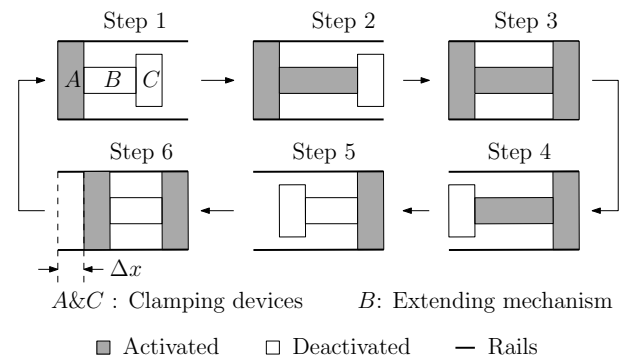 Step 1 Step 2 Step 3
A B C
Step 6 Step 5 Step 4
Δx
A&C : Clamping devices B: Extending mechanism
Activated Deactivated Rails